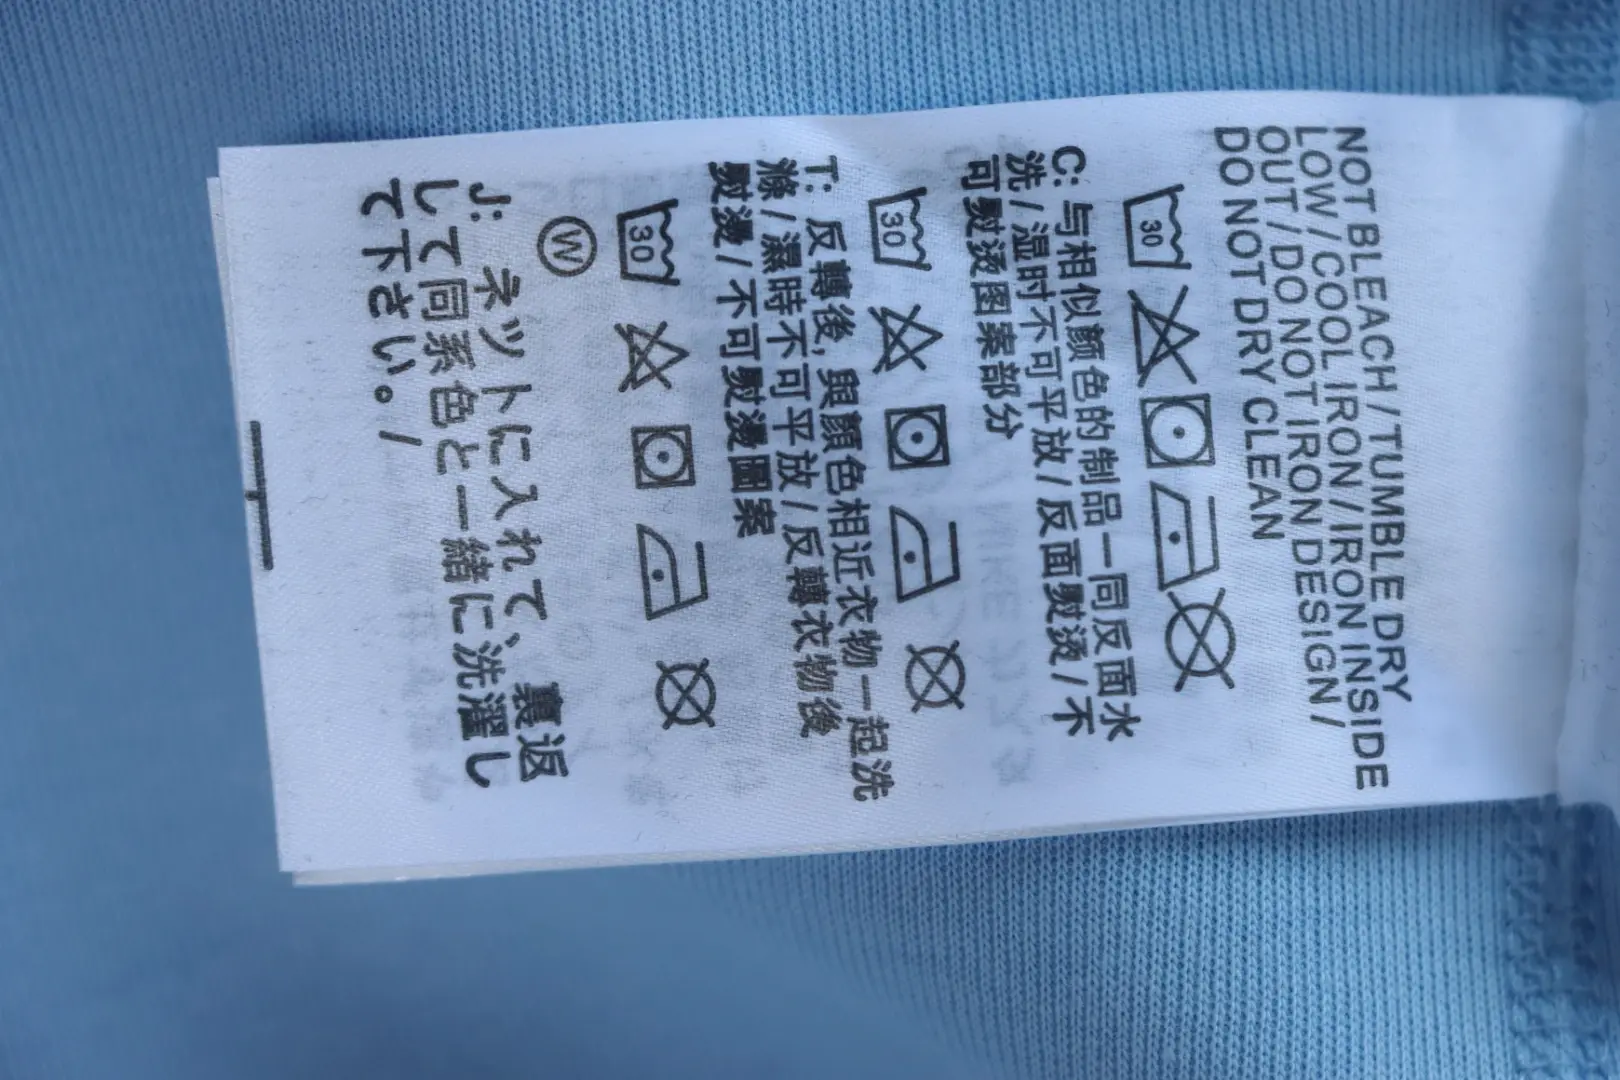 NOT BLEACH / TUMBLE DRY
LOW / COOL IRON / IRON INSIDE
OUT / DO NOT IRON DESIGN /
DO NOT DRY CLEAN
30
C: 与相似颜色的制品一同反面水
洗 / 湿时不可平放 / 反面熨烫 / 不
可熨烫图案部分
30
T: 反轉後, 與顏色相近衣物一起洗
滌 / 濕時不可平放 / 反轉衣物後
熨燙 / 不可熨燙圖案
30
W
J: ネットに入れて、裏返
して同系色と一緒に洗濯し
て下さい。 /